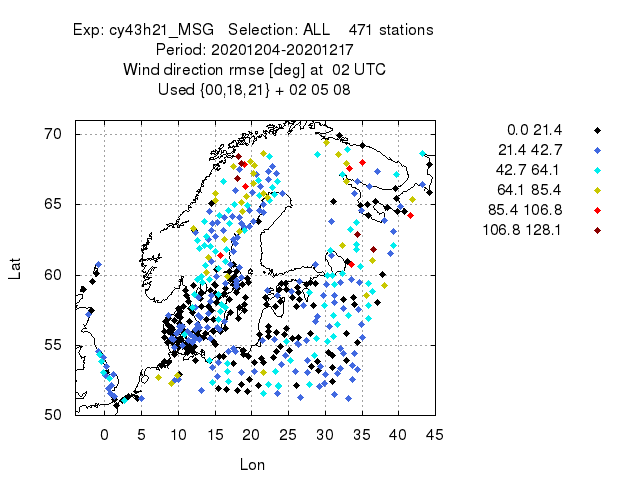 Exp: cy43h21_MSG   Selection: ALL    471 stations
Period: 20201204-20201217
Wind direction rmse [deg] at  02 UTC
Used {00,18,21} + 02 05 08
0.0 21.4
21.4 42.7
42.7 64.1
64.1 85.4
85.4 106.8
106.8 128.1
Lat
70
65
60
55
50
0 5 10 15 20 25 30 35 40 45
Lon